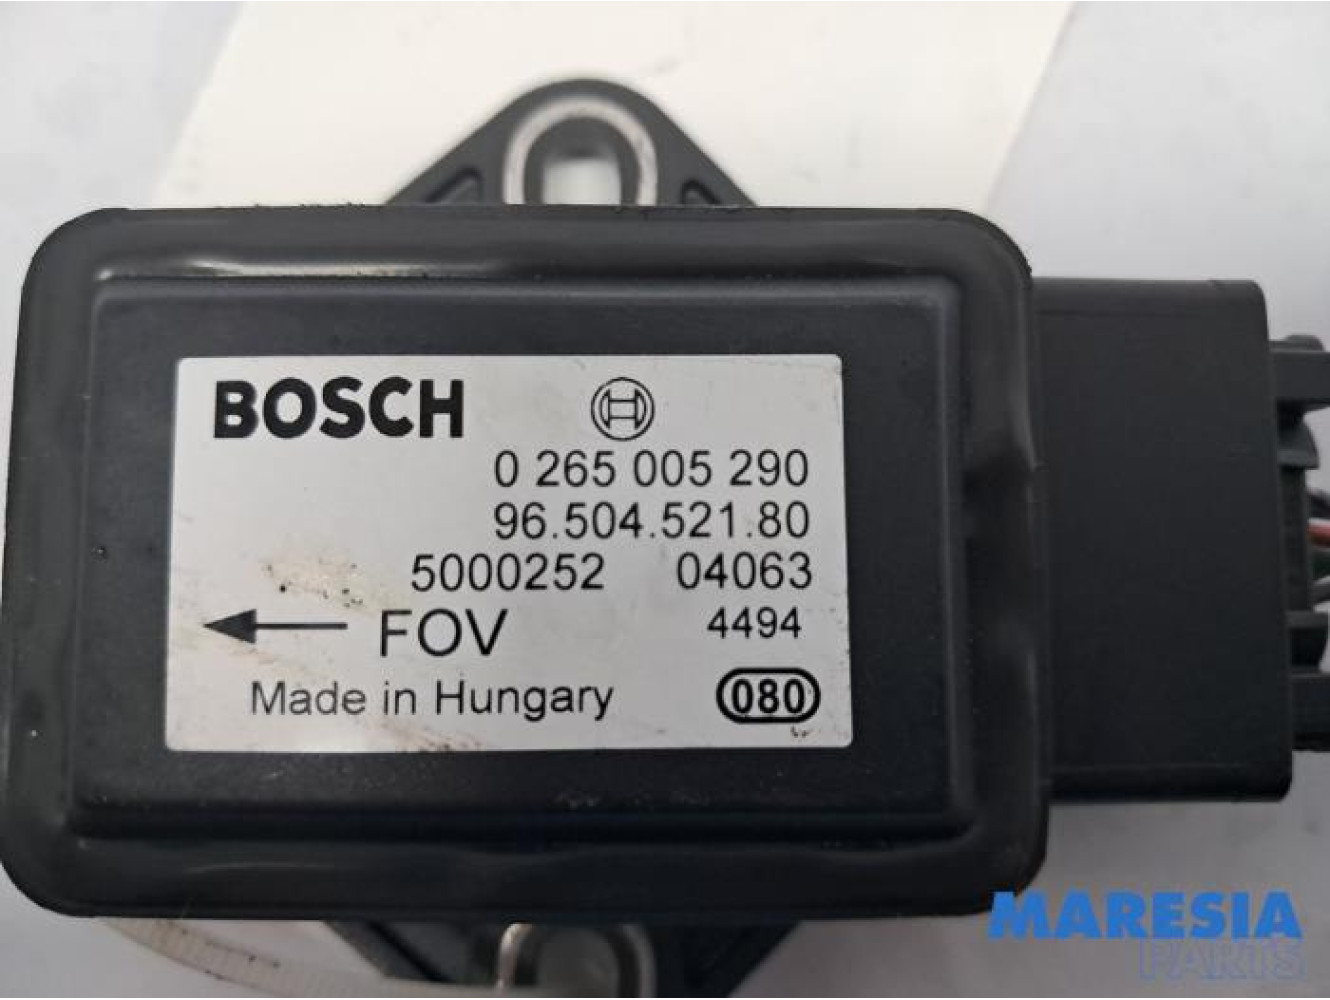 BOSCH
0 265 005 290
96.504.521.80
5000252 04063
FOV 4494
Made in Hungary 080
MARESIA
PARTS